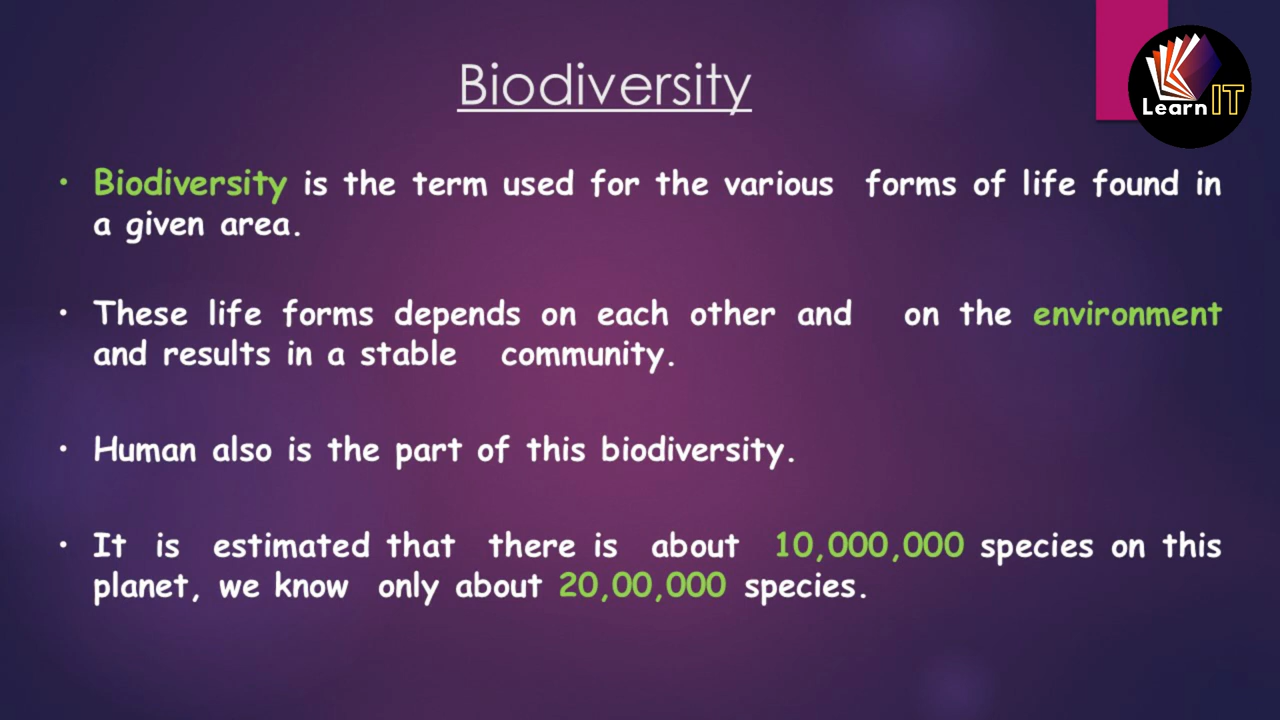 Biodiversity
Learn IT
• Biodiversity is the term used for the various forms of life found in
a given area.
• These life forms depends on each other and on the environment
and results in a stable community.
• Human also is the part of this biodiversity.
• It is estimated that there is about 10,000,000 species on this
planet, we know only about 20,00,000 species.